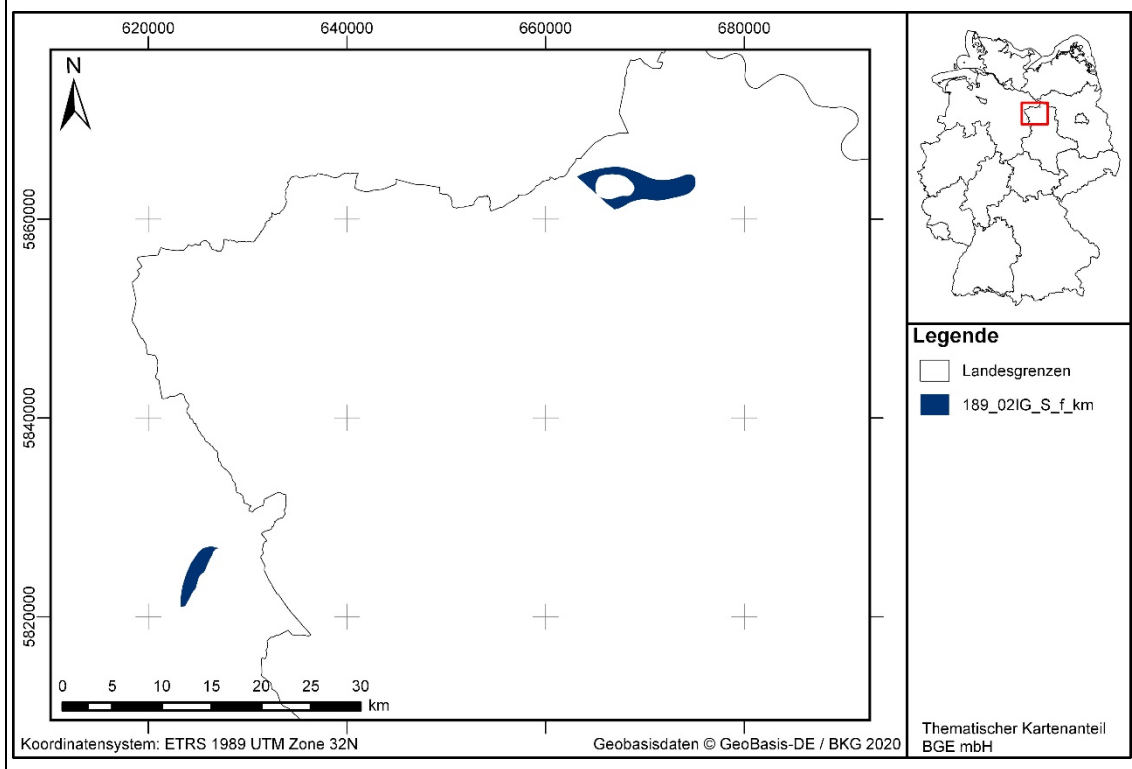 620000 640000 660000 680000
N
5860000
5840000
5820000
0 5 10 15 20 25 30
km
Koordinatensystem: ETRS 1989 UTM Zone 32N
Geobasisdaten © GeoBasis-DE / BKG 2020
Legende
Landesgrenzen
189_02IG_S_f_km
Thematischer Kartenanteil
BGE mbH